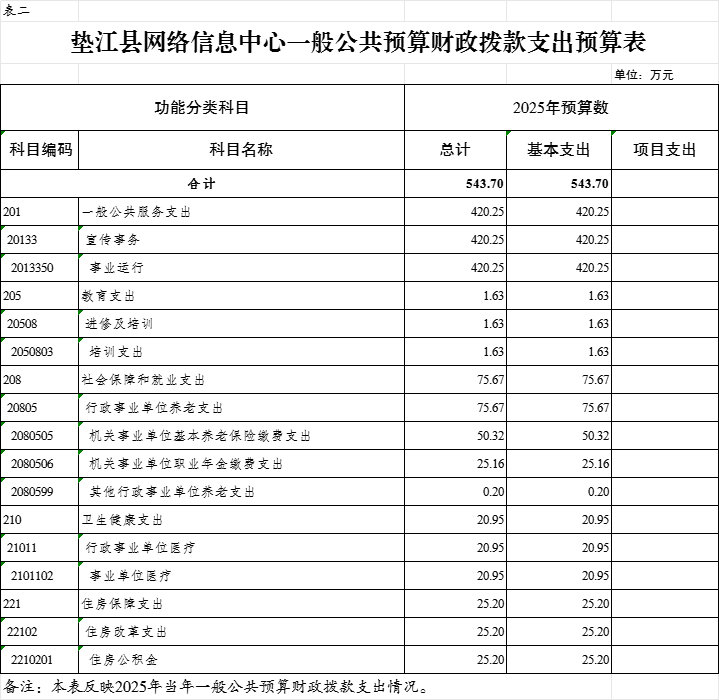 表二
垫江县网络信息中心一般公共预算财政拨款支出预算表
单位：万元
功能分类科目 2025年预算数
科目编码 科目名称 总计 基本支出 项目支出
合计 543.70 543.70
201 一般公共服务支出 420.25 420.25
20133 宣传事务 420.25 420.25
2013350 事业运行 420.25 420.25
205 教育支出 1.63 1.63
20508 进修及培训 1.63 1.63
2050803 培训支出 1.63 1.63
208 社会保障和就业支出 75.67 75.67
20805 行政事业单位养老支出 75.67 75.67
2080505 机关事业单位基本养老保险缴费支出 50.32 50.32
2080506 机关事业单位职业年金缴费支出 25.16 25.16
2080599 其他行政事业单位养老支出 0.20 0.20
210 卫生健康支出 20.95 20.95
21011 行政事业单位医疗 20.95 20.95
2101102 事业单位医疗 20.95 20.95
221 住房保障支出 25.20 25.20
22102 住房改革支出 25.20 25.20
2210201 住房公积金 25.20 25.20
备注：本表反映2025年当年一般公共预算财政拨款支出情况。